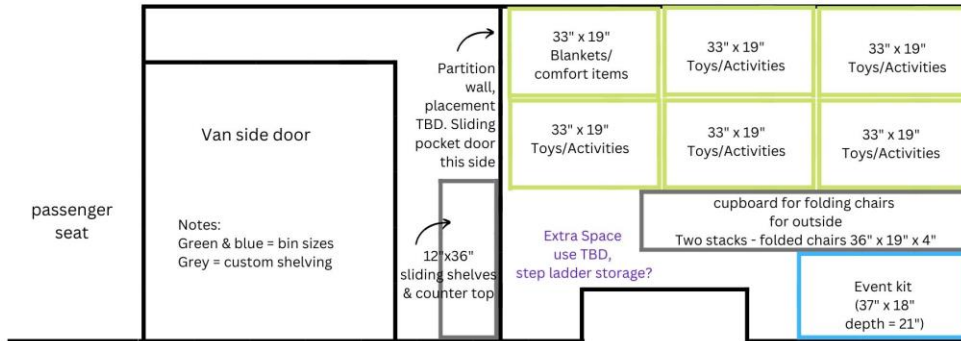 passenger
seat
Van side door
Notes:
Green & blue = bin sizes
Grey = custom shelving
Partition
wall,
placement
TBD. Sliding
pocket door
this side
12"x36"
sliding shelves
& counter top
33" x 19"
Blankets/
comfort items
33" x 19"
Toys/Activities
33" x 19"
Toys/Activities
33" x 19"
Toys/Activities
33" x 19"
Toys/Activities
33" x 19"
Toys/Activities
cupboard for folding chairs
for outside
Two stacks - folded chairs 36" x 19" x 4"
Extra Space
use TBD,
step ladder storage?
Event kit
(37" x 18"
depth = 21")